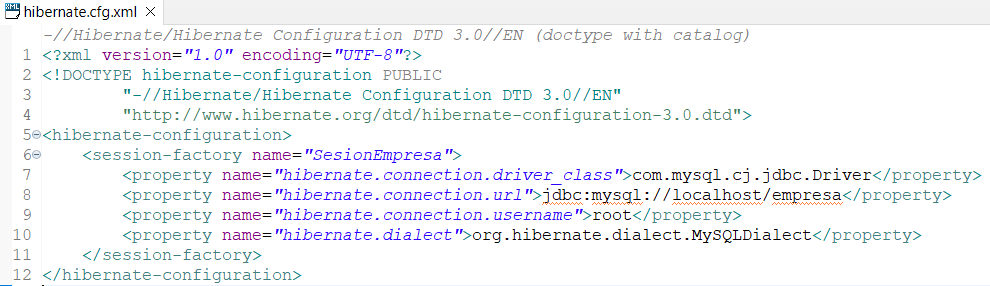 hibernate.cfg.xml
-//Hibernate/Hibernate Configuration DTD 3.0//EN (doctype with catalog)
1 <?xml version="1.0" encoding="UTF-8"?>
2 <!DOCTYPE hibernate-configuration PUBLIC
3         "-//Hibernate/Hibernate Configuration DTD 3.0//EN"
4         "http://www.hibernate.org/dtd/hibernate-configuration-3.0.dtd">
5 <hibernate-configuration>
6     <session-factory name="SesionEmpresa">
7         <property name="hibernate.connection.driver_class">com.mysql.cj.jdbc.Driver</property>
8         <property name="hibernate.connection.url">jdbc:mysql://localhost/empresa</property>
9         <property name="hibernate.connection.username">root</property>
10         <property name="hibernate.dialect">org.hibernate.dialect.MySQLDialect</property>
11     </session-factory>
12 </hibernate-configuration>